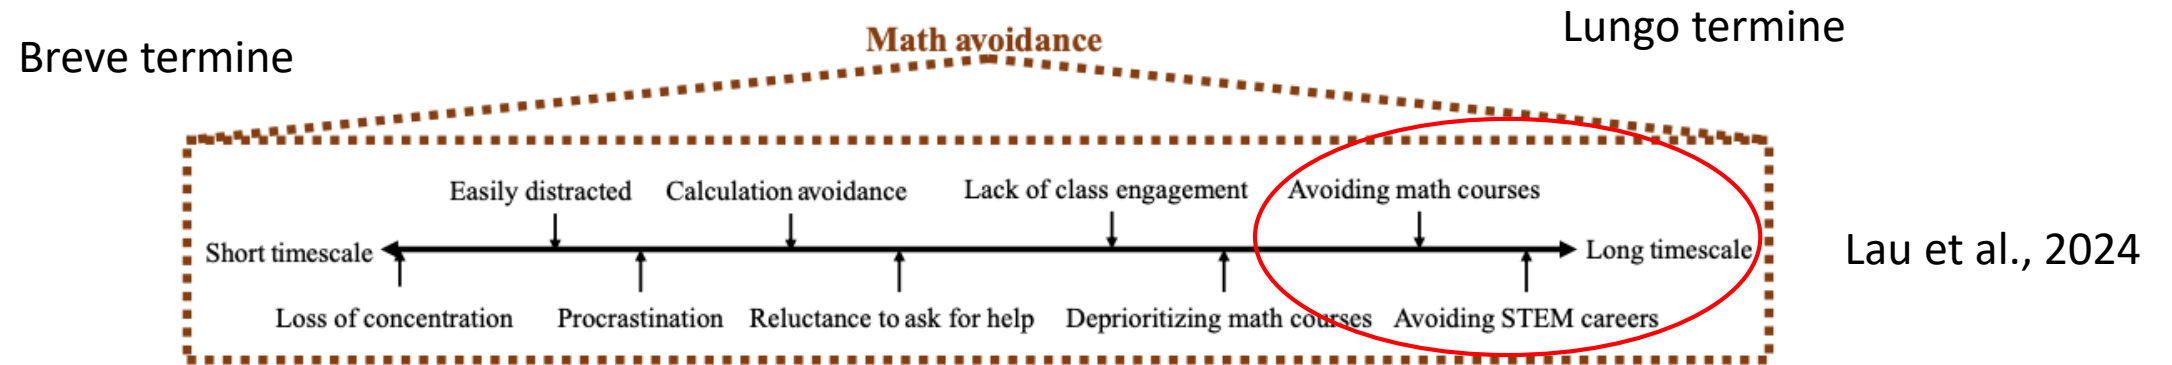 Breve termine
Math avoidance
Lungo termine
Easily distracted
Calculation avoidance
Lack of class engagement
Avoiding math courses
Short timescale
Long timescale
Lau et al., 2024
Loss of concentration
Procrastination
Reluctance to ask for help
Deprioritizing math courses
Avoiding STEM careers